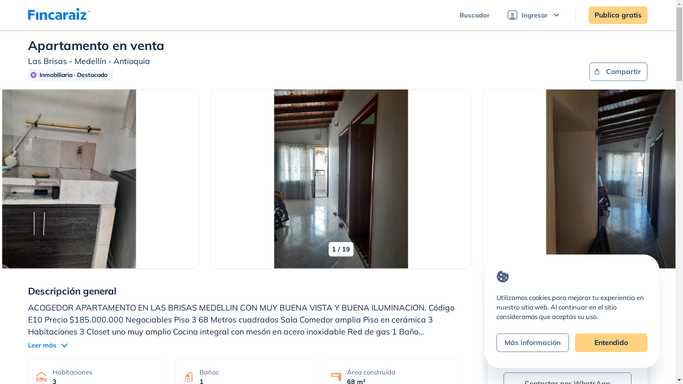 Fincaraiz
Buscador
Ingresar
Publica gratis
Apartamento en venta
Las Brisas - Medellín - Antioquia
Inmobiliaria · Destacado
Compartir
1 / 19
Descripción general
ACOGEDOR APARTAMENTO EN LAS BRISAS MEDELLIN CON MUY BUENA VISTA Y BUENA ILUMINACION. Código
E10 Precio $185.000.000 Negociables Piso 3 68 Metros cuadrados Sala Comedor amplia Piso en cerámica 3
Habitaciones 3 Closet uno muy amplio Cocina integral con mesón en acero inoxidable Red de gas 1 Baño...
Leer más
Habitaciones
3
Baños
1
Área construida
68 m²
Utilizamos cookies para mejorar tu experiencia en
nuestro sitio web. Al continuar en el sitio
consideramos que aceptas su uso.
Más información
Entendido
Contactar por WhatsApp